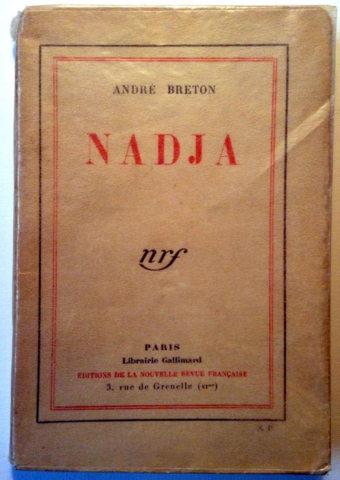 ANDRÉ BRETON
NADJA
nrf
PARIS
Librairie Gallimard
ÉDITIONS DE LA NOUVELLE REVUE FRANÇAISE
3, rue de Grenelle (VIme)